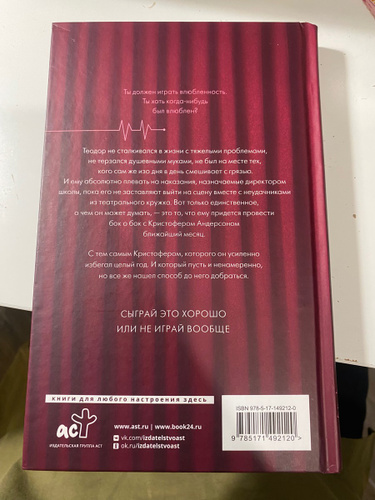 Ты должен играть влюбленность.
Ты хоть когда-нибудь
был влюблен?
Теодор не сталкивался в жизни с тяжелыми проблемами,
не терзался душевными муками, не был на месте тех,
кого сам же изо дня в день смешивает с грязью.
И ему абсолютно плевать на наказания, назначаемые директором
школы, пока его не заставляют выйти на сцену вместе с неудачниками
из театрального кружка. Вот только единственное,
о чем он может думать, – это то, что ему придется провести
бок о бок с Кристофером Андерсоном
ближайший месяц.
С тем самым Кристофером, которого он усиленно
избегал целый год. И который пусть и ненамеренно,
но все же нашел способ до него добраться.
СЫГРАЙ ЭТО ХОРОШО
ИЛИ НЕ ИГРАЙ ВООБЩЕ
книги для любого настроения здесь
аст
ИЗДАТЕЛЬСКАЯ ГРУППА АСТ
www.ast.ru | www.book24.ru
vk.com/izdatelstvoast
ok.ru/izdatelstvoast
ISBN 978-5-17-149212-0
9 785171 492120 >